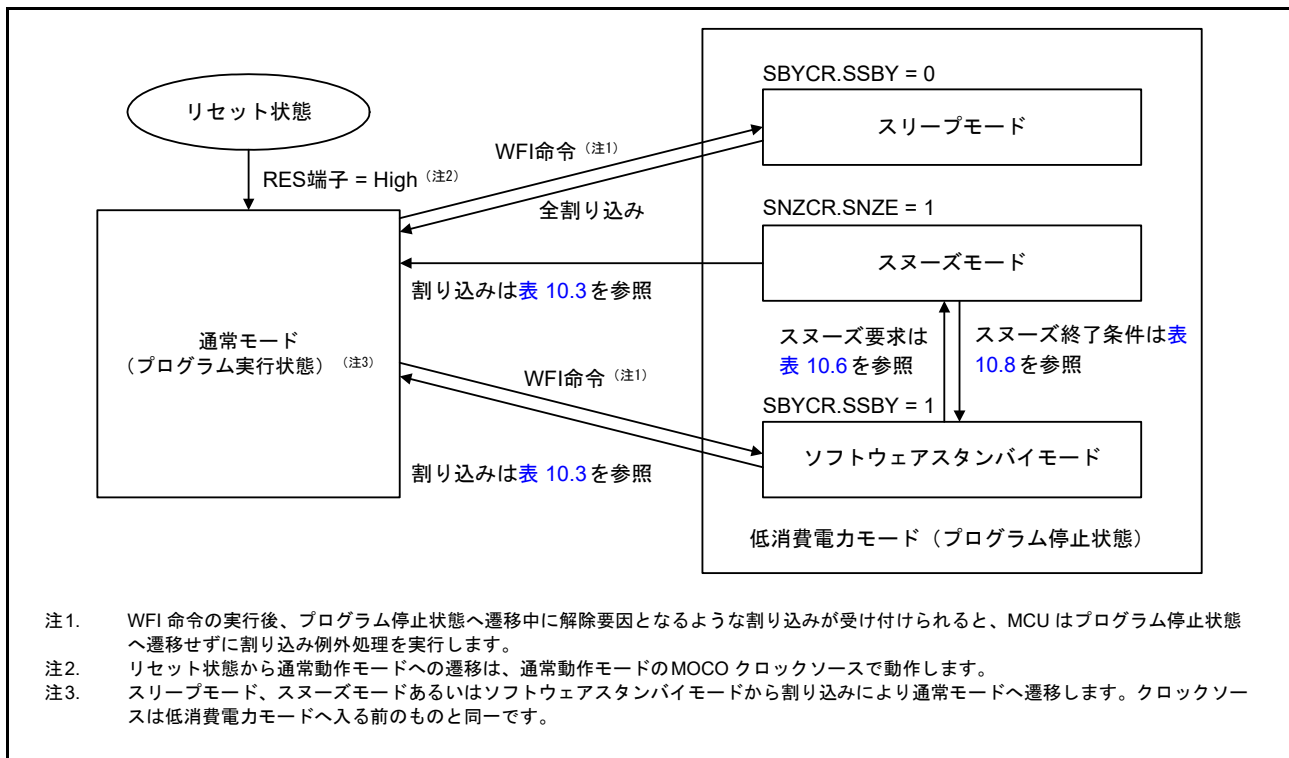 リセット状態
RES端子 = High（注2）
通常モード
（プログラム実行状態）（注3）
WFI命令（注1）
全割り込み
割り込みは表 10.3を参照
WFI命令（注1）
割り込みは表 10.3を参照
SBYCR.SSBY = 0
スリープモード
SNZCR.SNZE = 1
スヌーズモード
スヌーズ要求は
表 10.6を参照
スヌーズ終了条件は表
10.8を参照
SBYCR.SSBY = 1
ソフトウェアスタンバイモード
低消費電力モード（プログラム停止状態）
注1. WFI 命令の実行後、プログラム停止状態へ遷移中に解除要因となるような割り込みが受け付けられると、MCU はプログラム停止状態
へ遷移せずに割り込み例外処理を実行します。
注2. リセット状態から通常動作モードへの遷移は、通常動作モードのMOCO クロックソースで動作します。
注3. スリープモード、スヌーズモードあるいはソフトウェアスタンバイモードから割り込みにより通常モードへ遷移します。クロックソー
スは低消費電力モードへ入る前のものと同一です。